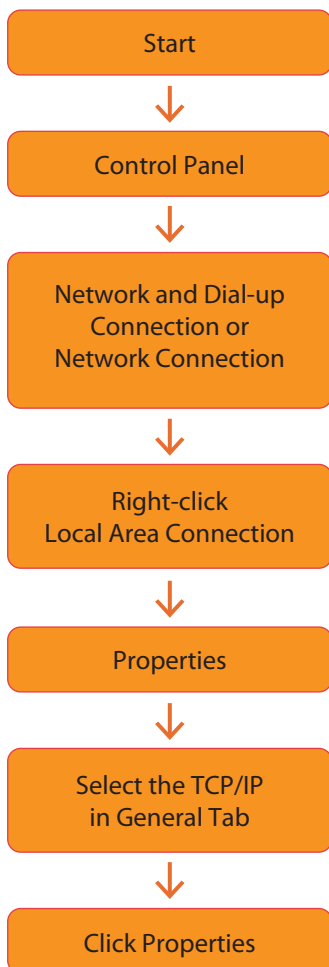 Start
Control Panel
Network and Dial-up
Connection or
Network Connection
Right-click
Local Area Connection
Properties
Select the TCP/IP
in General Tab
Click Properties